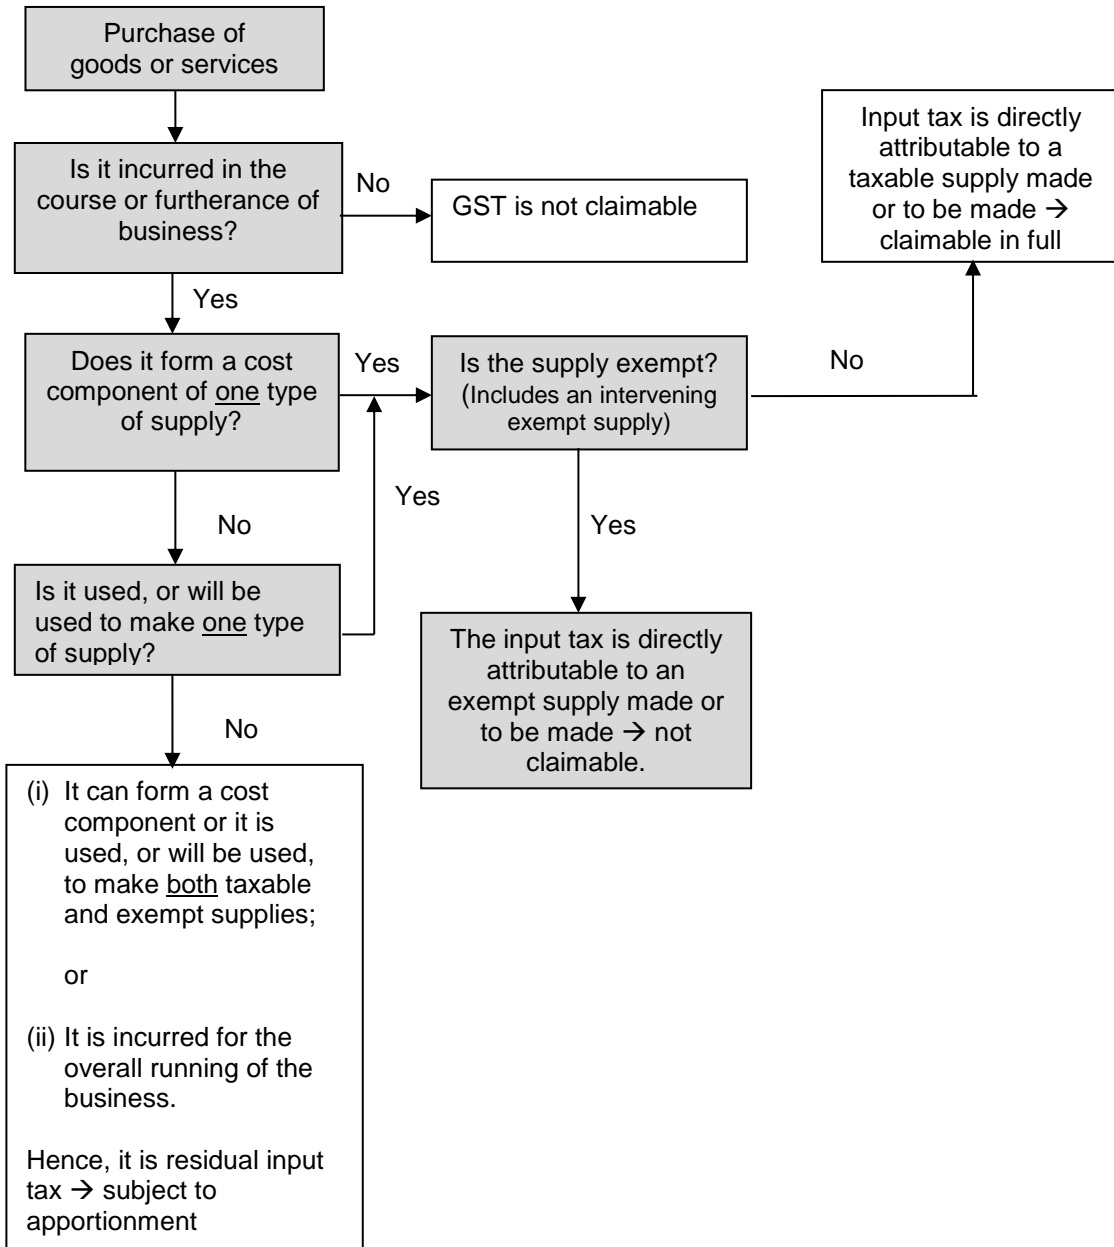 Purchase of
goods or services
Is it incurred in the
course or furtherance of
business?
No
GST is not claimable
Input tax is directly
attributable to a
taxable supply made
or to be made →
claimable in full
Yes
Does it form a cost
component of one type
of supply?
Yes
Is the supply exempt?
(Includes an intervening
exempt supply)
No
Yes
No
Yes
Is it used, or will be
used to make one type
of supply?
The input tax is directly
attributable to an
exempt supply made or
to be made → not
claimable.
No
(i) It can form a cost
component or it is
used, or will be used,
to make both taxable
and exempt supplies;
or
(ii) It is incurred for the
overall running of the
business.
Hence, it is residual input
tax → subject to
apportionment